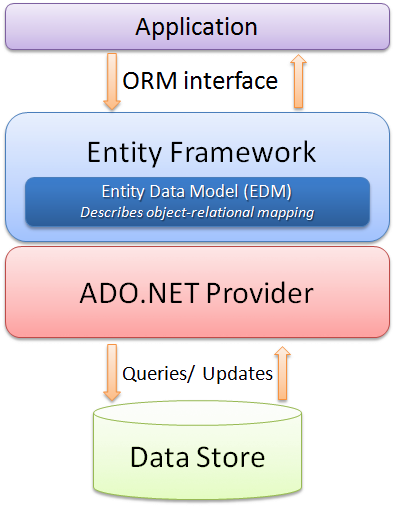 Application
ORM interface
Entity Framework
Entity Data Model (EDM)
Describes object-relational mapping
ADO.NET Provider
Queries/ Updates
Data Store